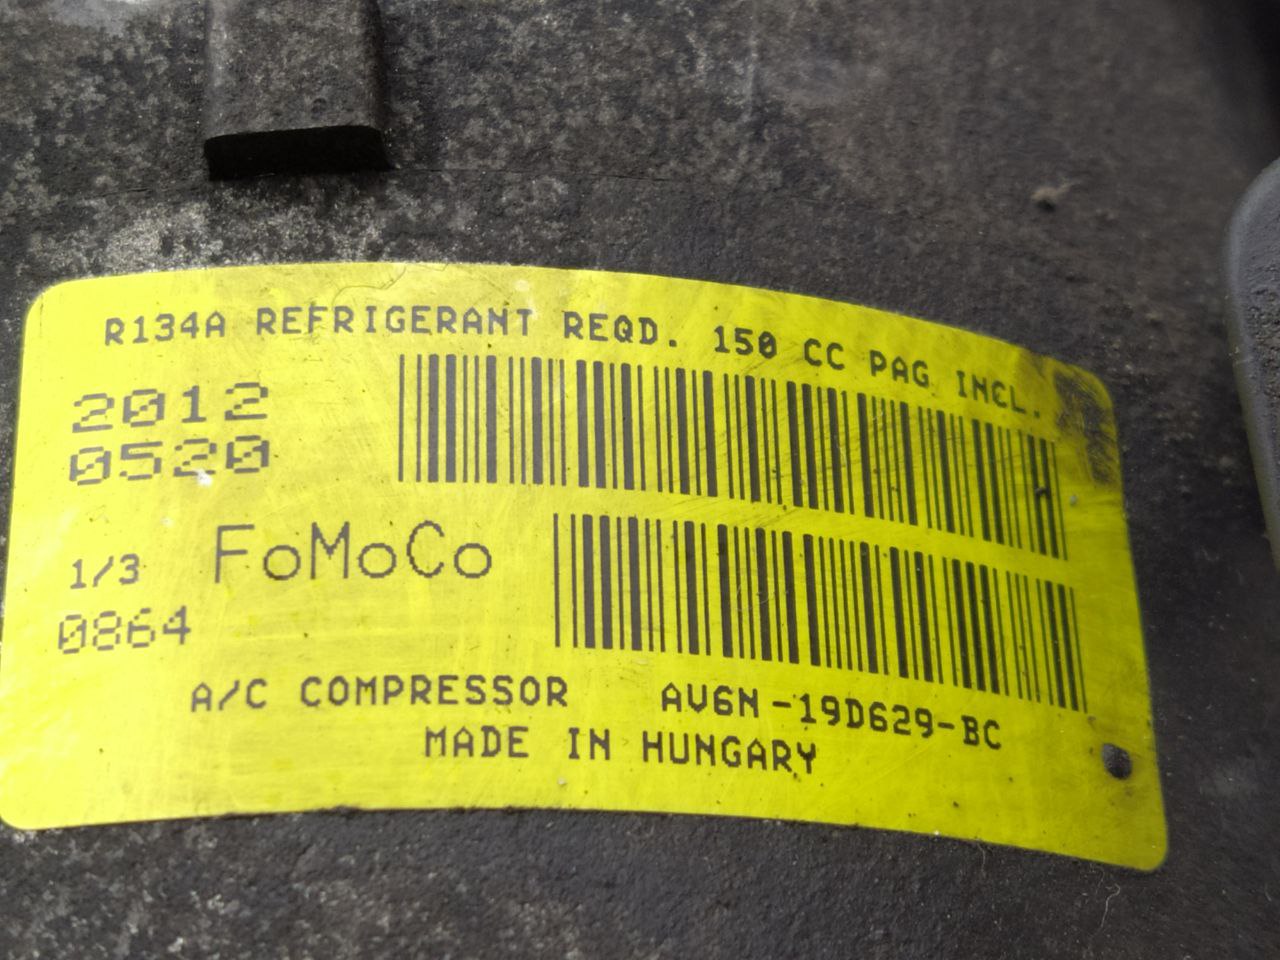 R134A REFRIGERANT REQD. 150 CC PAG INCL.
2012
0520
1/3 FoMoCo
0864
A/C COMPRESSOR AV6N-19D629-BC
MADE IN HUNGARY